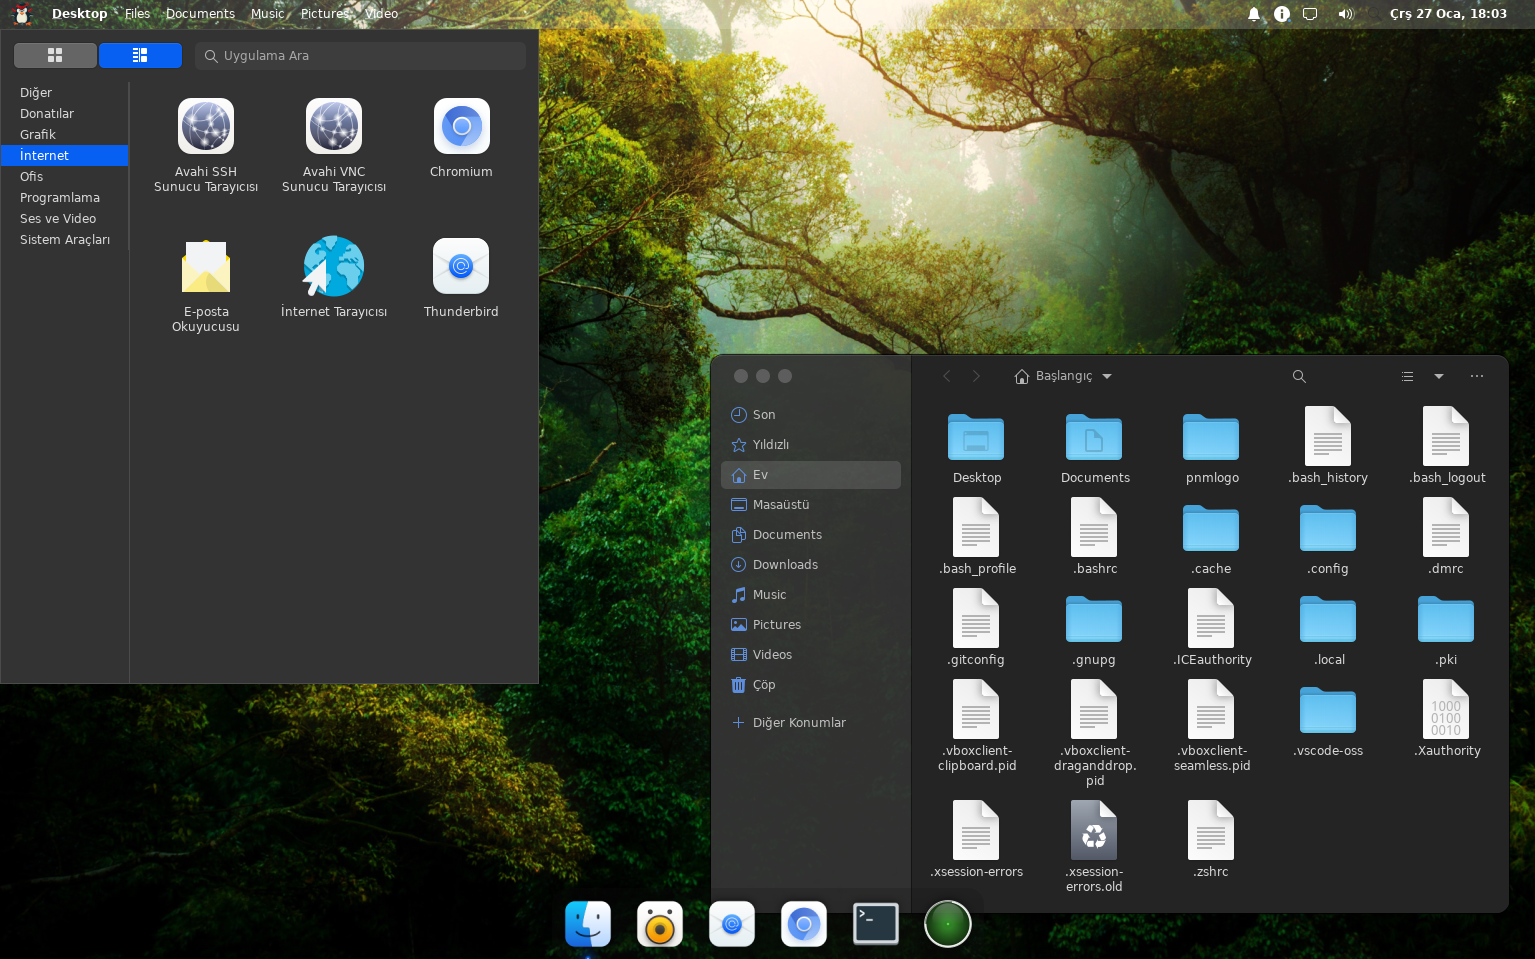 Desktop Files Documents Music Pictures Video
Çrş 27 Oca, 18:03
Uygulama Ara
Diğer
Donatılar
Grafik
İnternet
Ofis
Programlama
Ses ve Video
Sistem Araçları
Avahi SSH
Sunucu Tarayıcısı
Avahi VNC
Sunucu Tarayıcısı
Chromium
E-posta
Okuyucusu
İnternet Tarayıcısı
Thunderbird
Başlangıç
Son
Yıldızlı
Ev
Masaüstü
Documents
Downloads
Music
Pictures
Videos
Çöp
Diğer Konumlar
Desktop
Documents
pnmlogo
.bash_history
.bash_logout
.bash_profile
.bashrc
.cache
.config
.dmrc
.gitconfig
.gnupg
.ICEauthority
.local
.pki
.vboxclient-
clipboard.pid
.vboxclient-
draganddrop.
pid
.vboxclient-
seamless.pid
.vscode-oss
1000
0100
0010
.Xauthority
.xsession-errors
.xsession-
errors.old
.zshrc
>_